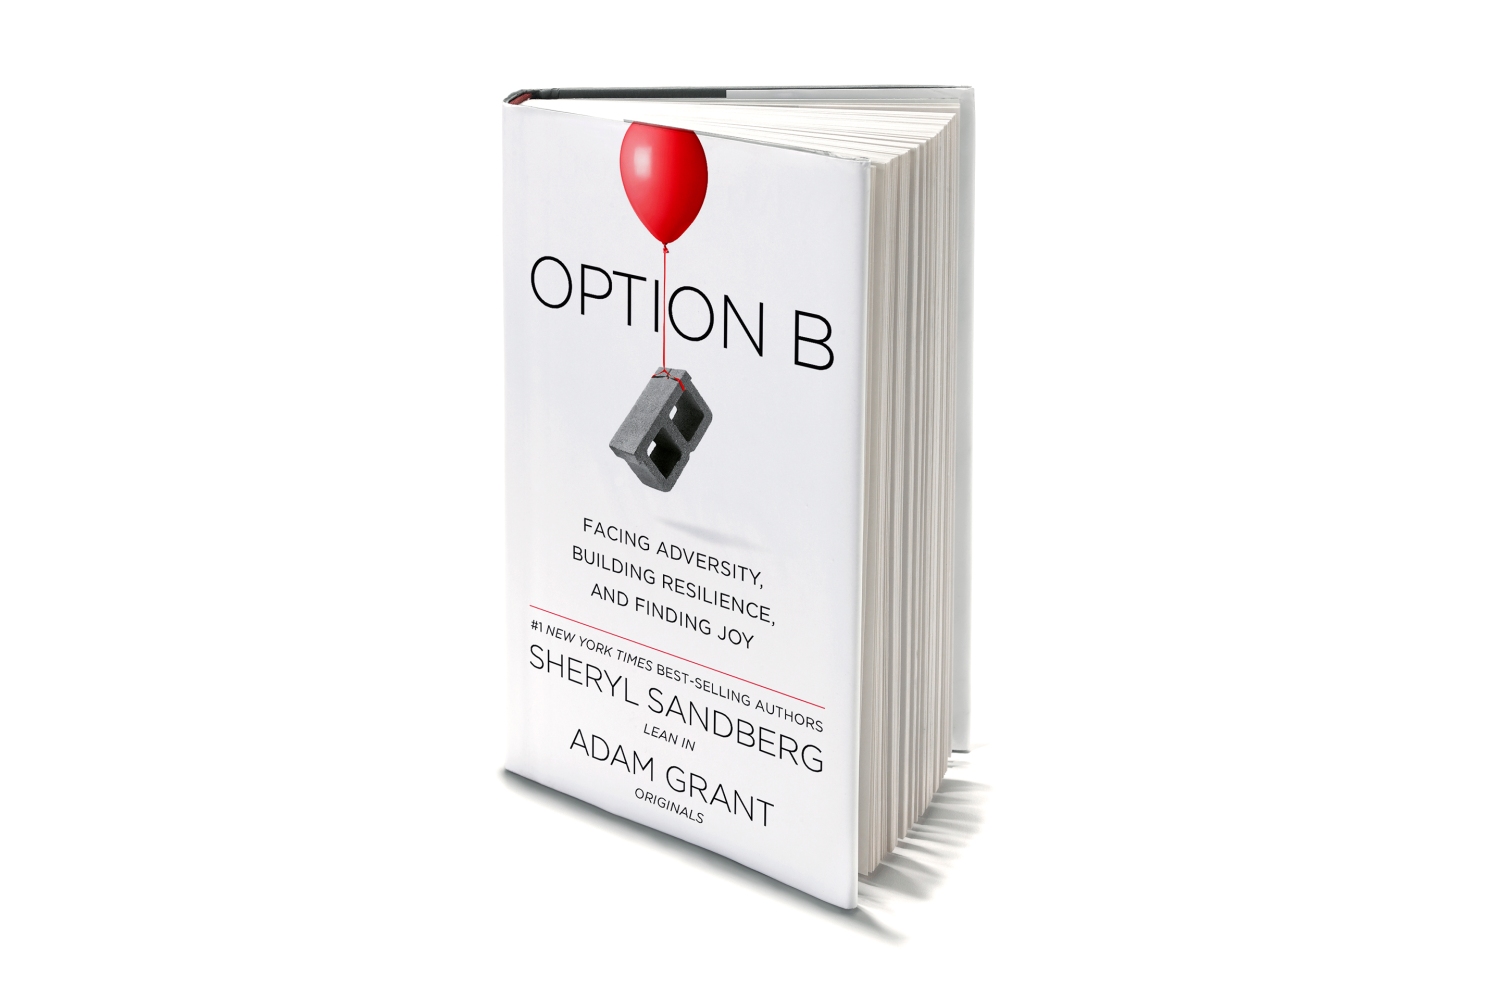 OPTION B
FACING ADVERSITY,
BUILDING RESILIENCE,
AND FINDING JOY
#1 NEW YORK TIMES BEST-SELLING AUTHORS
SHERYL SANDBERG
LEAN IN
ADAM GRANT
ORIGINALS